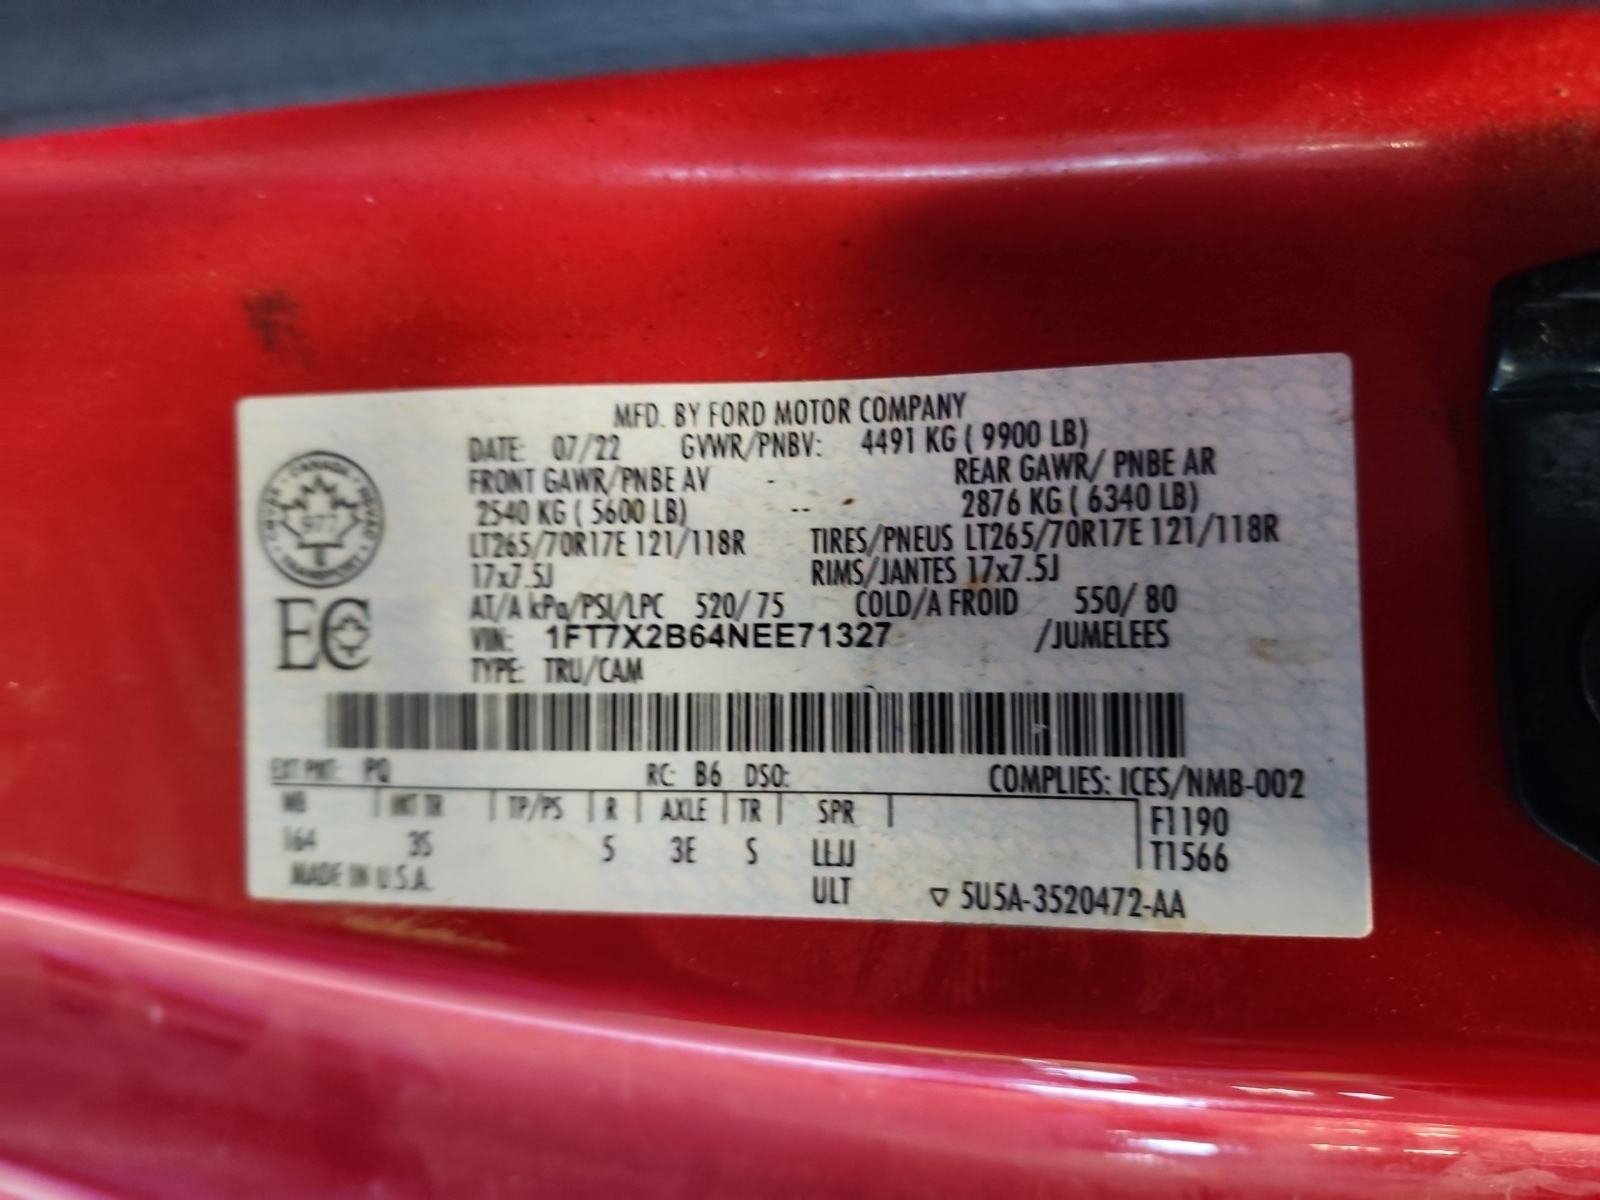 MFD. BY FORD MOTOR COMPANY
DATE: 07/22 GVWR/PNBV: 4491 KG ( 9900 LB)
FRONT GAWR/PNBE AV - REAR GAWR/ PNBE AR
2540 KG ( 5600 LB) -- 2876 KG ( 6340 LB)
LT265/70R17E 121/118R TIRES/PNEUS LT265/70R17E 121/118R
17x7.5J RIMS/JANTES 17x7.5J
AT/A kPa/PSI/LPC 520/ 75 COLD/A FROID 550/ 80
VIN: 1FT7X2B64NEE71327 /JUMELEES
TYPE: TRU/CAM
CANADA
TRANSPORT
977
EC
EXT PNT: PQ RC: B6 DSO: COMPLIES: ICES/NMB-002
WB INT TR TP/PS R AXLE TR SPR F1190
164 3S 5 3E S T1566
MADE IN U.S.A. ULT ▽ 5U5A-3520472-AA